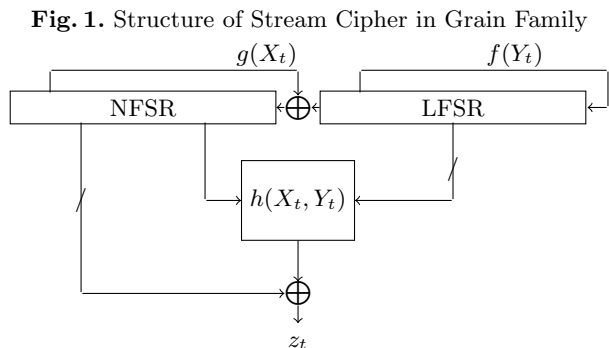 Fig. 1. Structure of Stream Cipher in Grain Family
g(X_t) f(Y_t)
NFSR LFSR
h(X_t, Y_t)
z_t